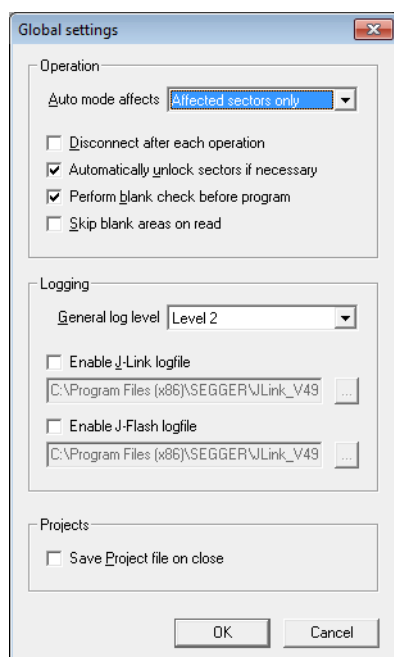 Global settings
Operation
Auto mode affects Affected sectors only
Disconnect after each operation
Automatically unlock sectors if necessary
Perform blank check before program
Skip blank areas on read
Logging
General log level Level 2
Enable J-Link logfile
C:\Program Files (x86)\SEGGER\JLink_V49 ...
Enable J-Flash logfile
C:\Program Files (x86)\SEGGER\JLink_V49 ...
Projects
Save Project file on close
OK Cancel